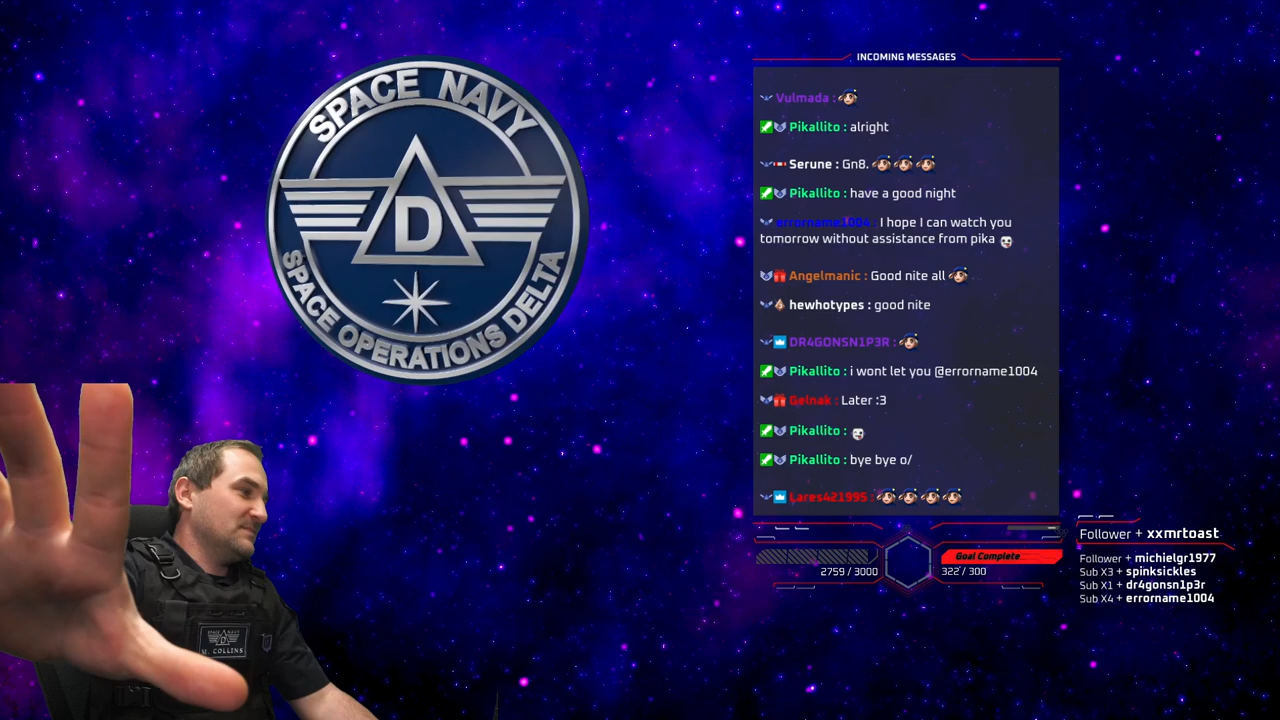 SPACE NAVY
D
SPACE OPERATIONS DELTA
INCOMING MESSAGES
Vulmada :
Pikallito : alright
Serune : Gn8.
Pikallito : have a good night
errorname1004 : I hope I can watch you
tomorrow without assistance from pika
Angelmanic : Good nite all
hewhotypes : good nite
DR4GONSN1P3R :
Pikallito : i wont let you @errorname1004
Gelnak : Later :3
Pikallito :
Pikallito : bye bye o/
Lares421995 :
2759 / 3000
Goal Complete
322 / 300
Follower + xxmrtoast
Follower + michielgr1977
Sub X3 + spinksickles
Sub X1 + dr4gonsn1p3r
Sub X4 + errorname1004
SPACE NAVY
M. COLLINS